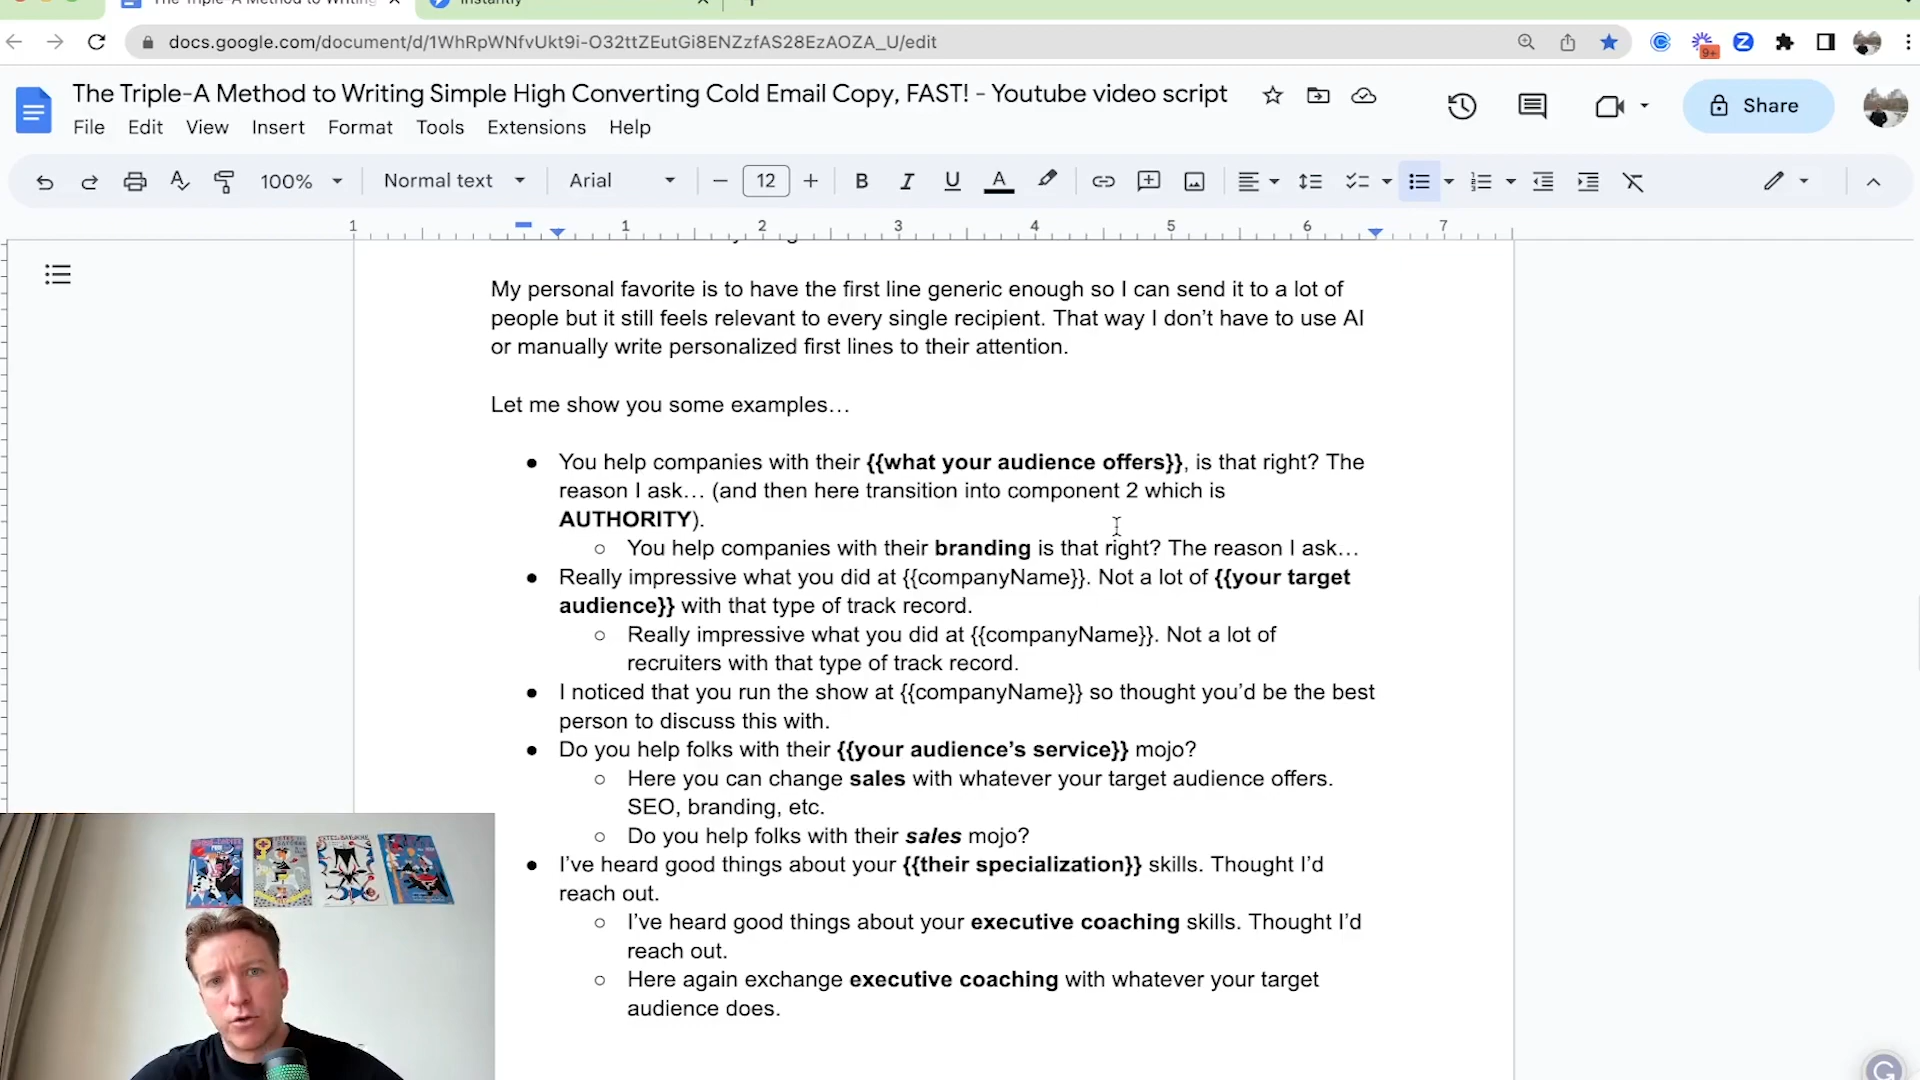 Instantly
docs.google.com/document/d/1WhRpWNfvUkt9i-O32ttZEutGi8ENZzfAS28EzAOZA_U/edit
9+
The Triple-A Method to Writing Simple High Converting Cold Email Copy, FAST! - Youtube video script
Share
File Edit View Insert Format Tools Extensions Help
100% Normal text Arial 12 B I U A
1 1 2 3 4 5 6 7
My personal favorite is to have the first line generic enough so I can send it to a lot of
people but it still feels relevant to every single recipient. That way I don’t have to use AI
or manually write personalized first lines to their attention.
Let me show you some examples…
● You help companies with their {{what your audience offers}}, is that right? The
reason I ask… (and then here transition into component 2 which is
AUTHORITY).
○ You help companies with their branding is that right? The reason I ask…
● Really impressive what you did at {{companyName}}. Not a lot of {{your target
audience}} with that type of track record.
○ Really impressive what you did at {{companyName}}. Not a lot of
recruiters with that type of track record.
● I noticed that you run the show at {{companyName}} so thought you’d be the best
person to discuss this with.
● Do you help folks with their {{your audience’s service}} mojo?
○ Here you can change sales with whatever your target audience offers.
SEO, branding, etc.
○ Do you help folks with their sales mojo?
● I’ve heard good things about your {{their specialization}} skills. Thought I’d
reach out.
○ I’ve heard good things about your executive coaching skills. Thought I’d
reach out.
○ Here again exchange executive coaching with whatever your target
audience does.